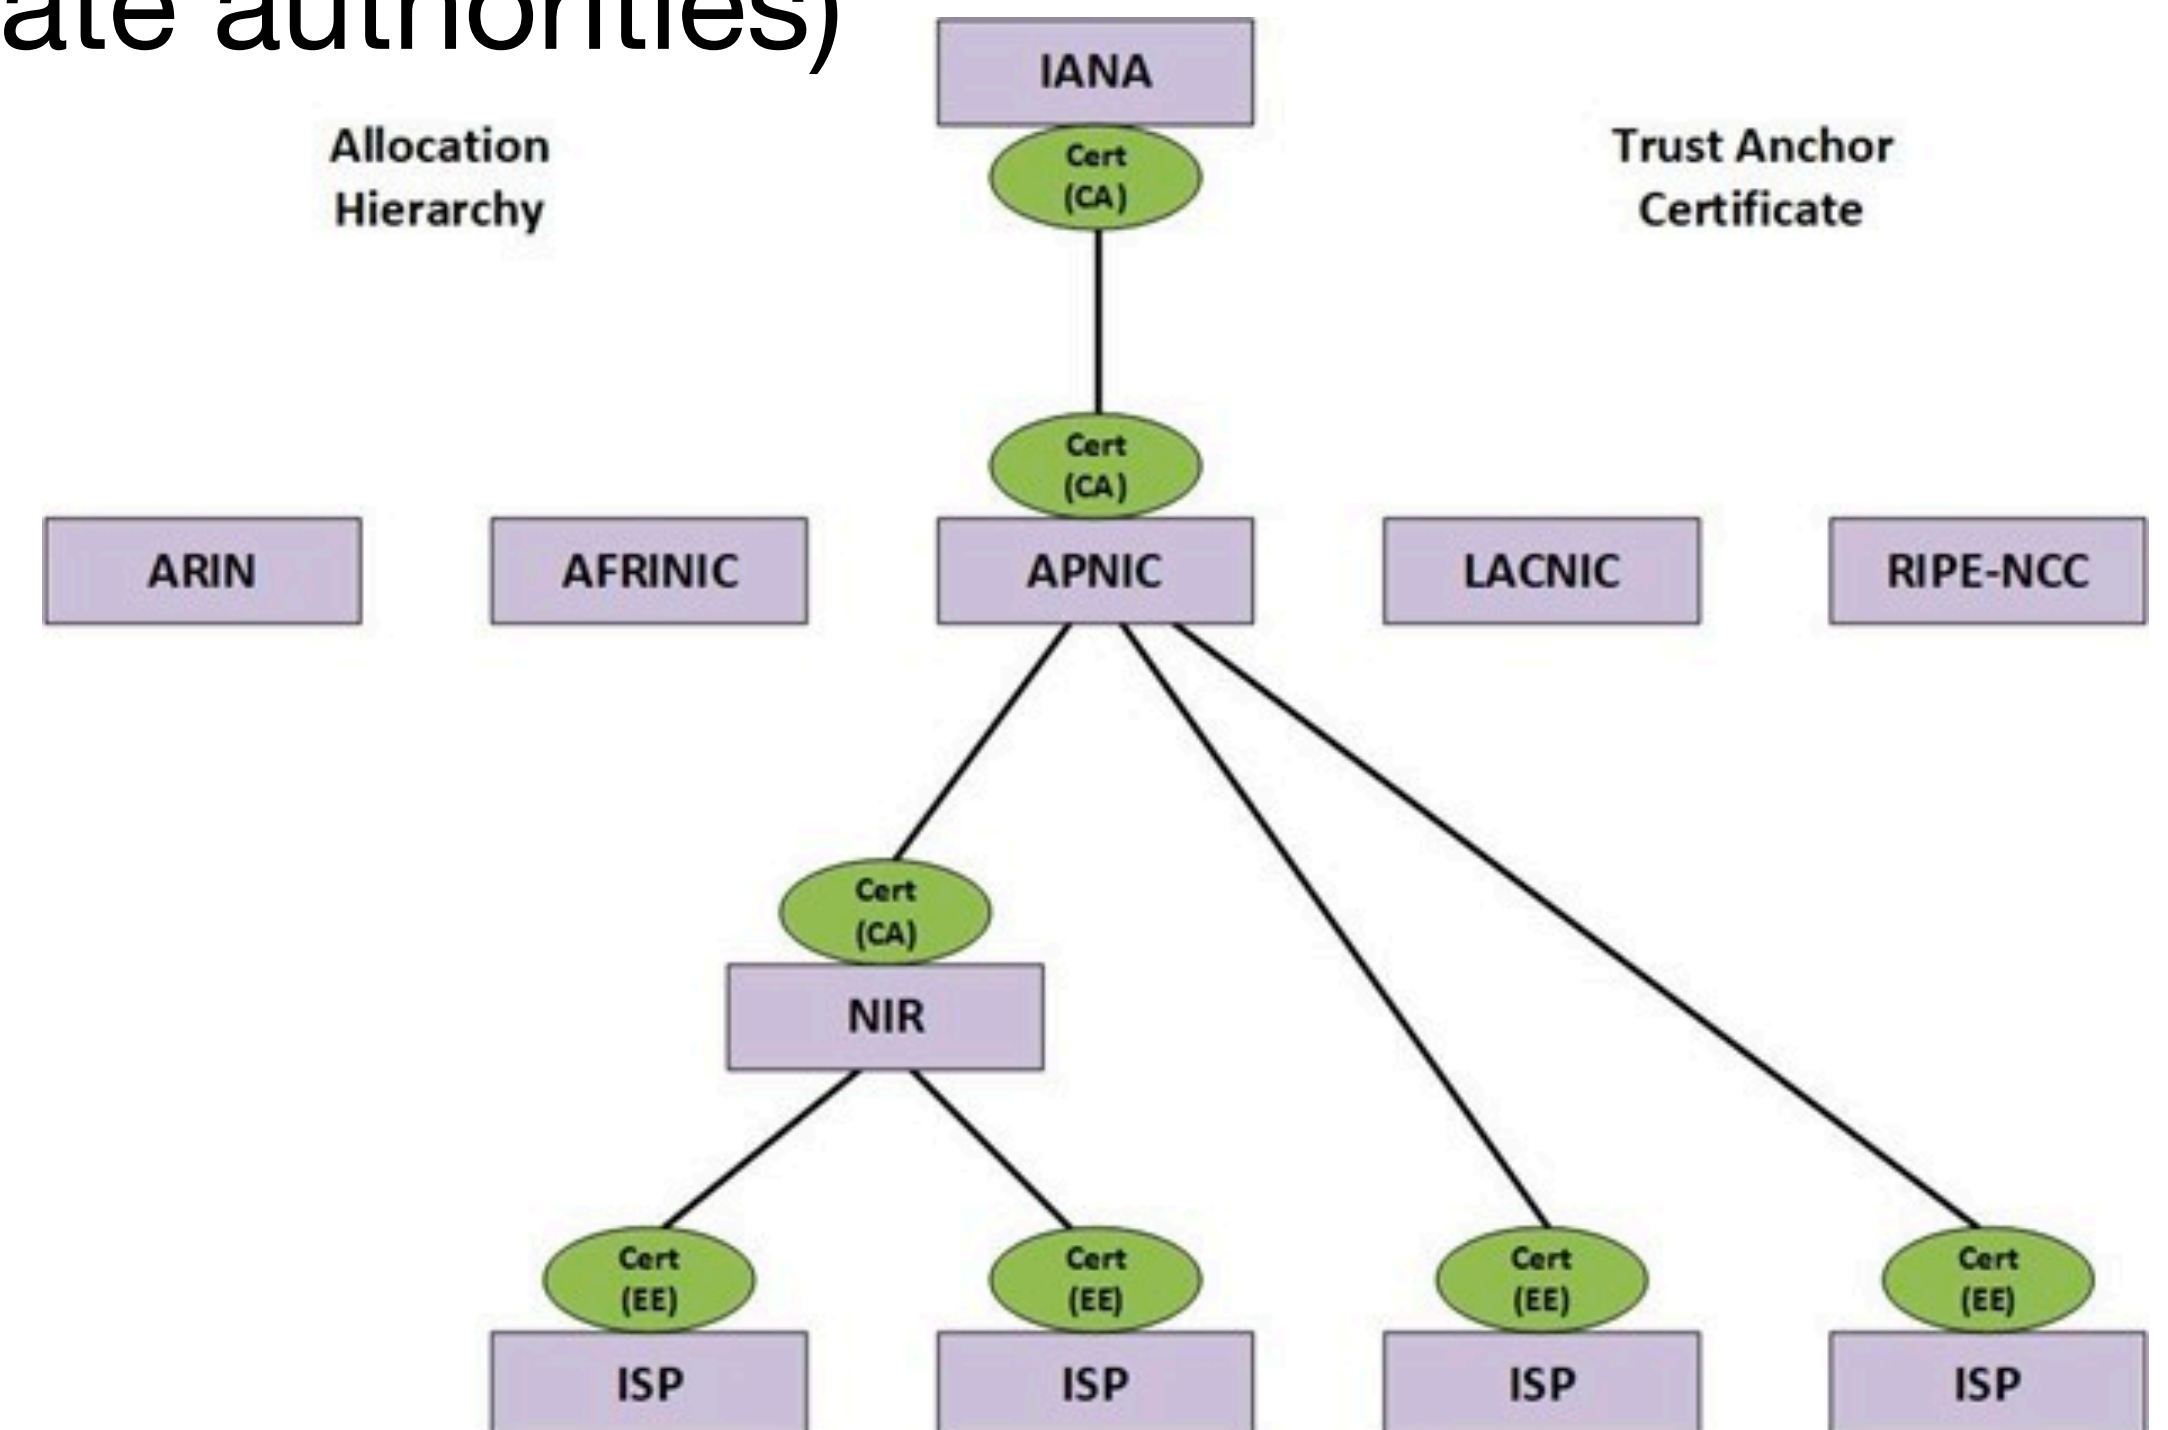 ate authorities)
IANA
Allocation
Hierarchy
Cert
(CA)
Trust Anchor
Certificate
Cert
(CA)
ARIN
AFRINIC
APNIC
LACNIC
RIPE-NCC
Cert
(CA)
NIR
Cert
(EE)
Cert
(EE)
Cert
(EE)
Cert
(EE)
ISP
ISP
ISP
ISP